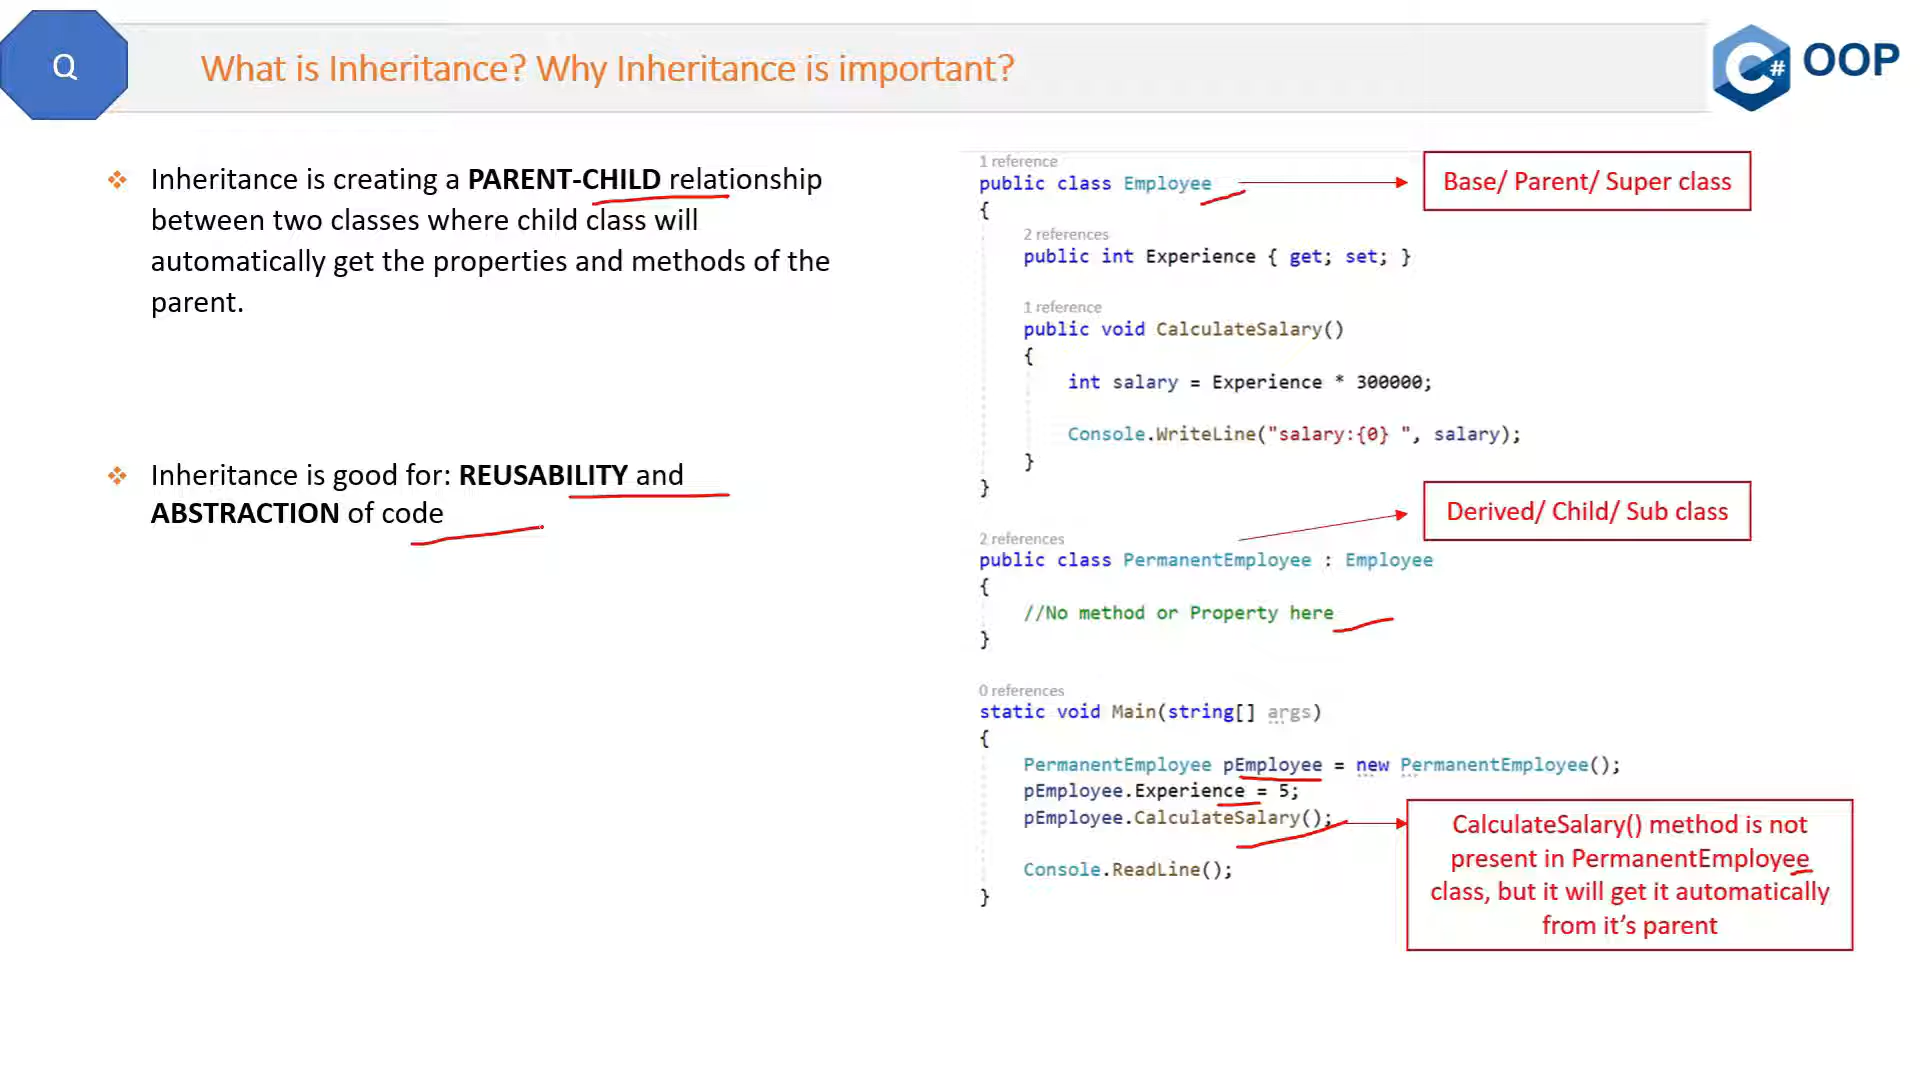 Q
What is Inheritance? Why Inheritance is important?
C# OOP
Inheritance is creating a PARENT-CHILD relationship
between two classes where child class will
automatically get the properties and methods of the
parent.
Inheritance is good for: REUSABILITY and
ABSTRACTION of code
1 reference
public class Employee
Base/ Parent/ Super class
{
2 references
public int Experience { get; set; }
1 reference
public void CalculateSalary()
{
int salary = Experience * 300000;
Console.WriteLine("salary:{0} ", salary);
}
}
Derived/ Child/ Sub class
2 references
public class PermanentEmployee : Employee
{
//No method or Property here
}
0 references
static void Main(string[] args)
{
PermanentEmployee pEmployee = new PermanentEmployee();
pEmployee.Experience = 5;
pEmployee.CalculateSalary();
Console.ReadLine();
}
CalculateSalary() method is not
present in PermanentEmployee
class, but it will get it automatically
from it’s parent